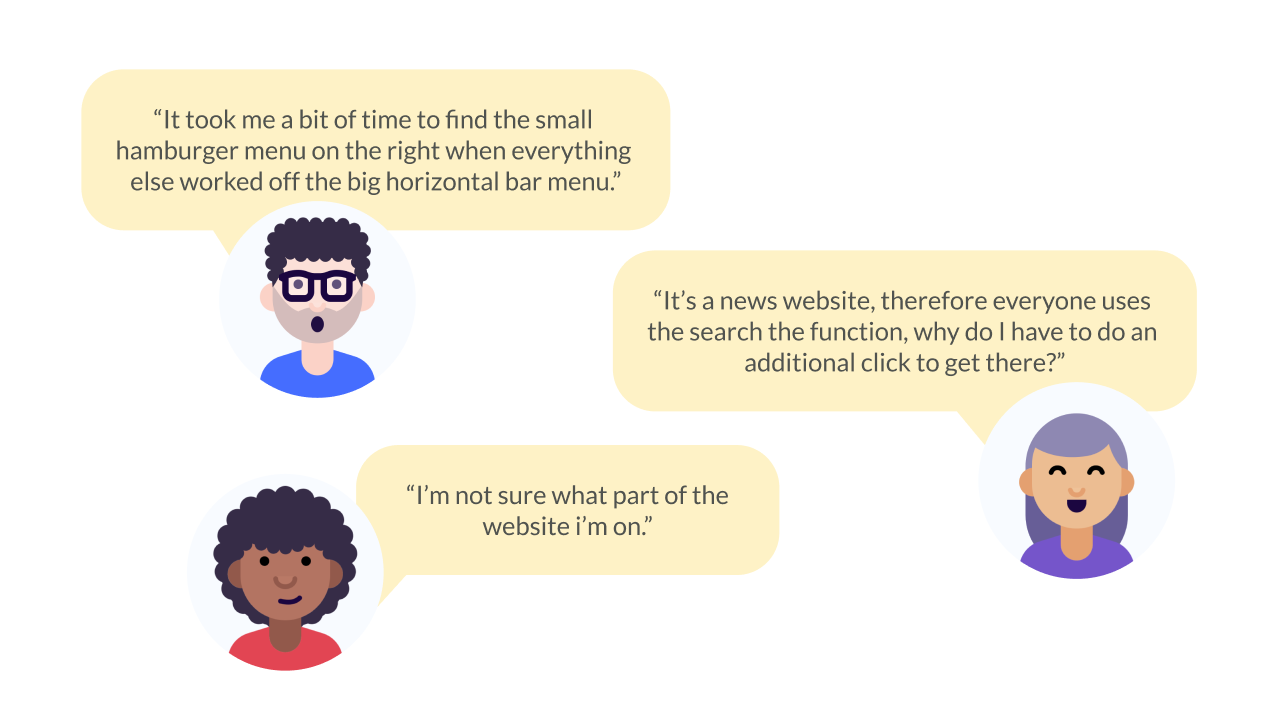 “It took me a bit of time to find the small
hamburger menu on the right when everything
else worked off the big horizontal bar menu.”
“It’s a news website, therefore everyone uses
the search the function, why do I have to do an
additional click to get there?”
“I’m not sure what part of the
website i’m on.”